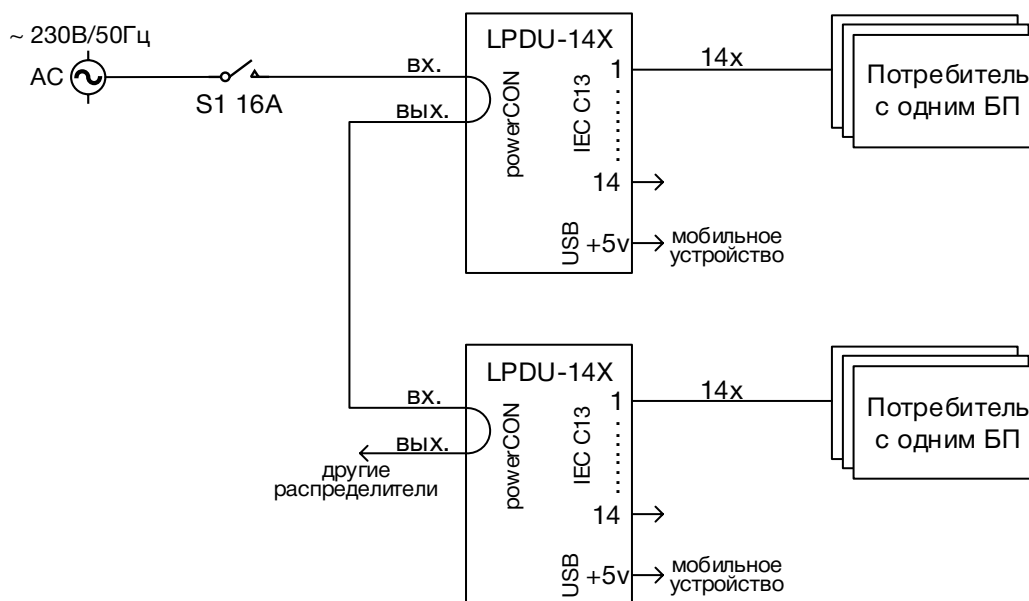 ~ 230В/50Гц
AC
S1 16A
вх.
вых.
LPDU-14X
powerCON
IEC C13
1
14
USB
+5v
14x
Потребитель
с одним БП
мобильное
устройство
вх.
вых.
другие
распределители
LPDU-14X
powerCON
IEC C13
1
14
USB
+5v
14x
Потребитель
с одним БП
мобильное
устройство